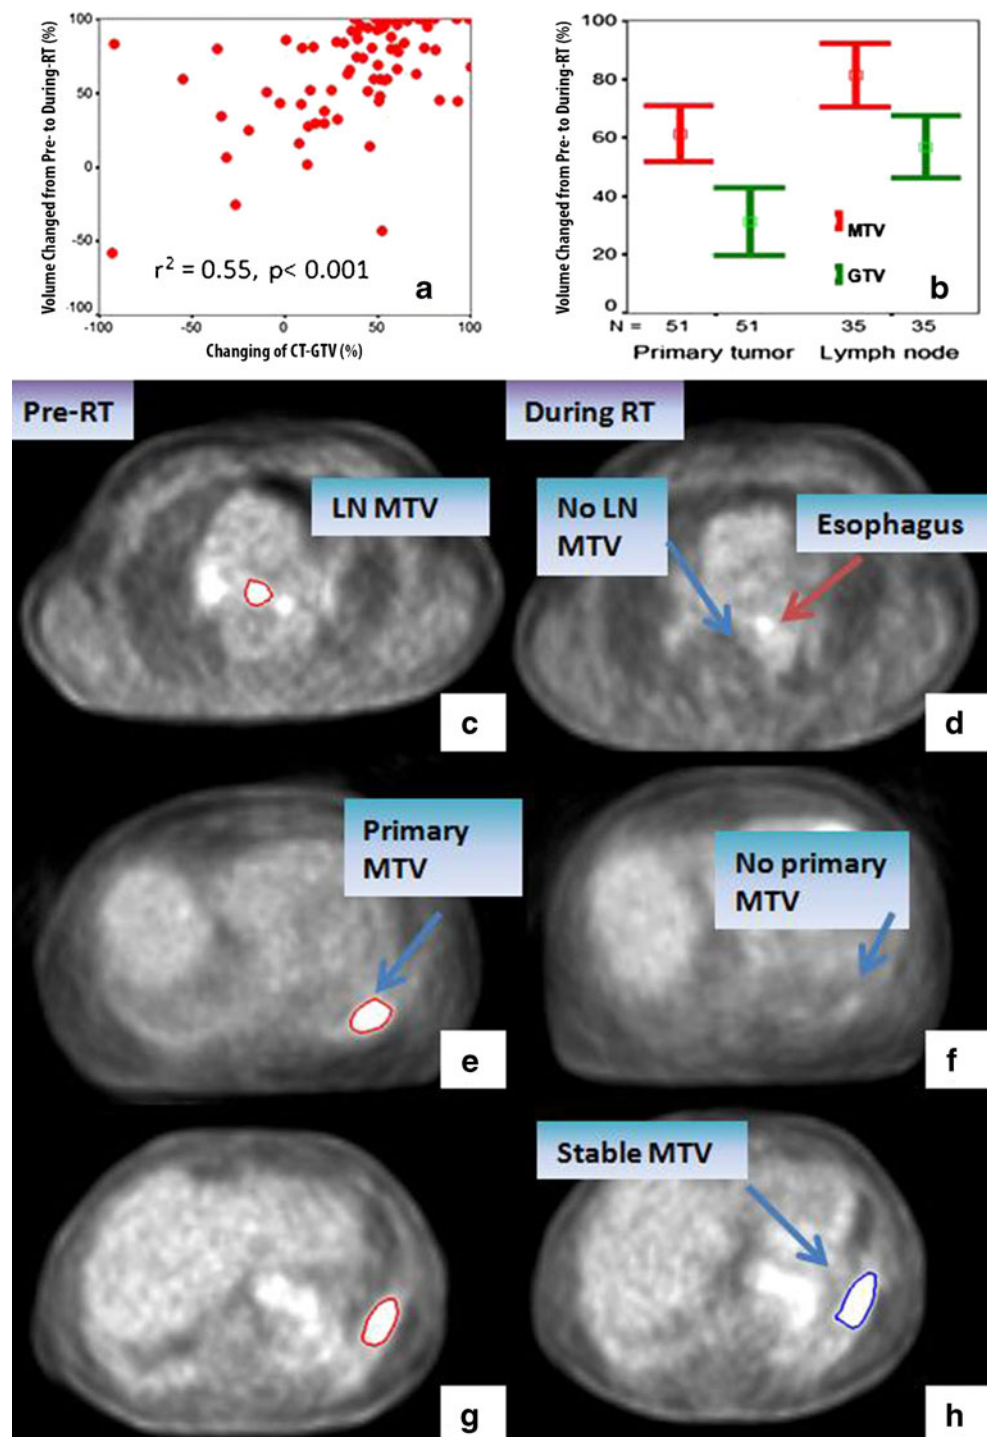 Volume Changed from Pre- to During-RT (%)
100
50
0
-50
-100
-100 -50 0 50 100
r² = 0.55, p< 0.001
a
Changing of CT-GTV (%)
Volume Changed from Pre- to During-RT (%)
100
80
60
40
20
0
MTV
GTV
b
N = 51 51 35 35
Primary tumor Lymph node
Pre-RT
LN MTV
c
During RT
No LN
MTV
Esophagus
d
Primary
MTV
e
No primary
MTV
f
g
Stable MTV
h